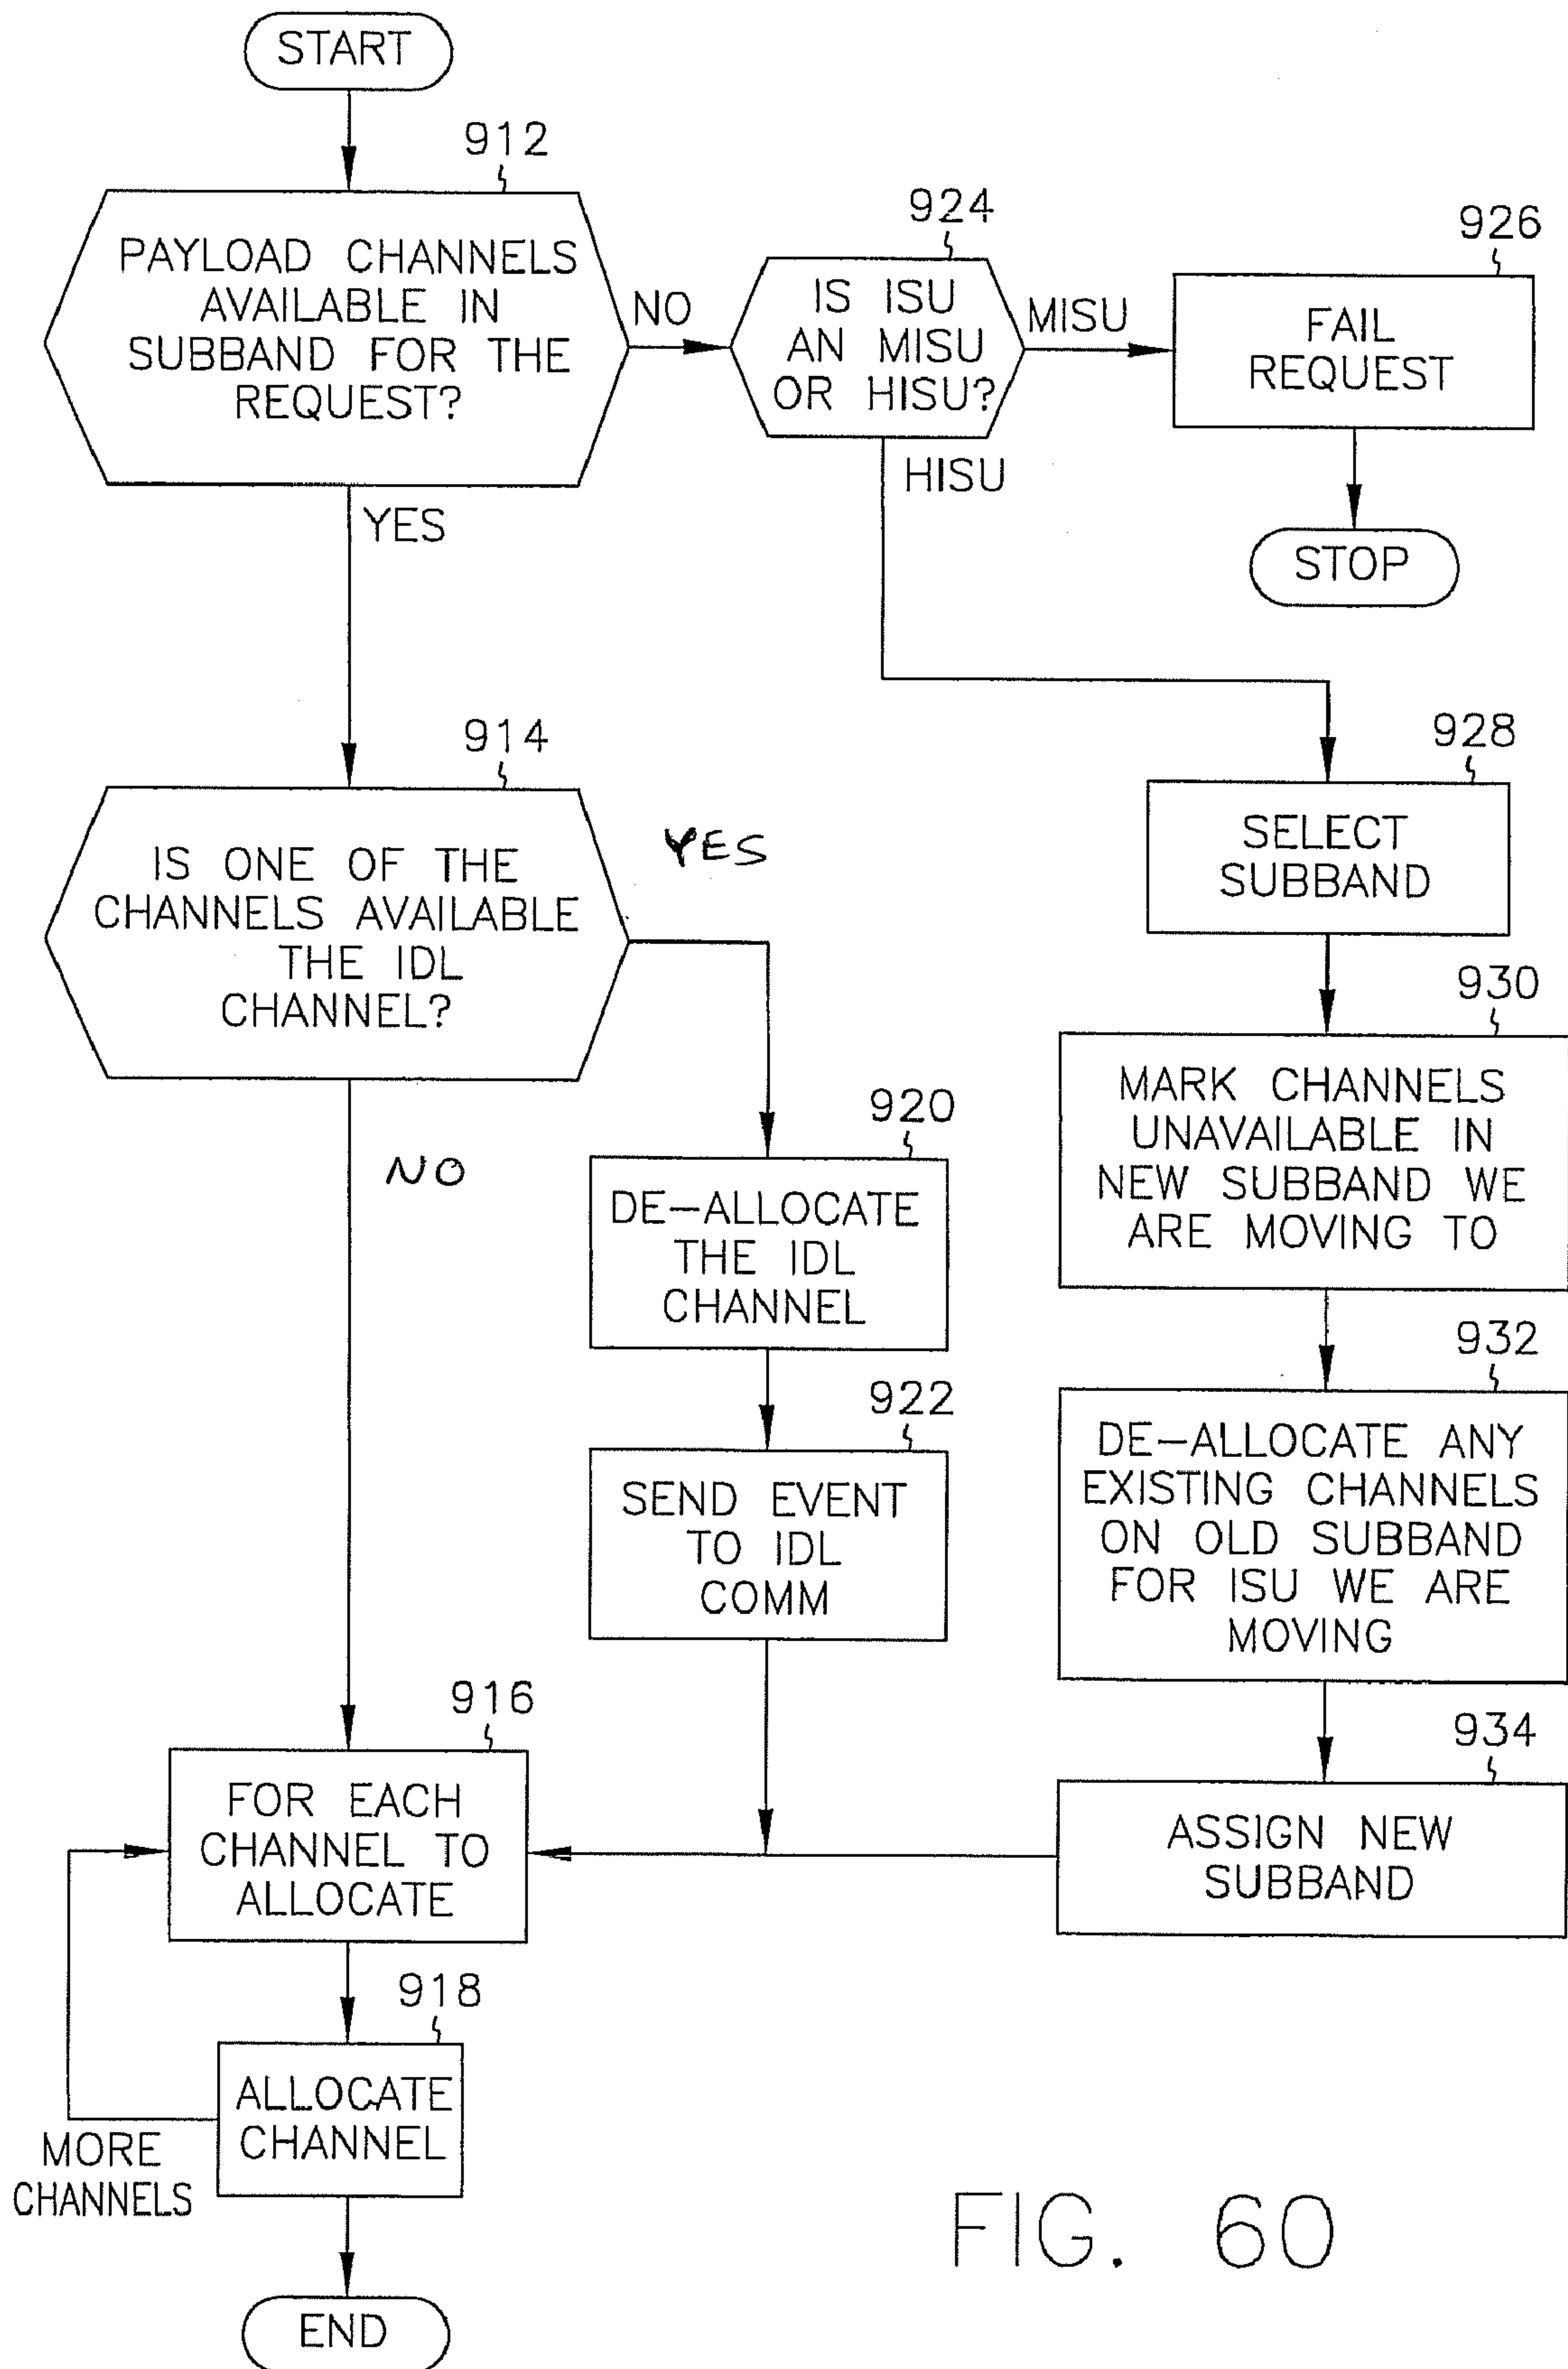 START
912
PAYLOAD CHANNELS
AVAILABLE IN
SUBBAND FOR THE
REQUEST?
NO
YES
924
IS ISU
AN MISU
OR HISU?
MISU
HISU
926
FAIL
REQUEST
STOP
914
IS ONE OF THE
CHANNELS AVAILABLE
THE IDL
CHANNEL?
YES
NO
928
SELECT
SUBBAND
930
MARK CHANNELS
UNAVAILABLE IN
NEW SUBBAND WE
ARE MOVING TO
920
DE-ALLOCATE
THE IDL
CHANNEL
922
SEND EVENT
TO IDL
COMM
932
DE-ALLOCATE ANY
EXISTING CHANNELS
ON OLD SUBBAND
FOR ISU WE ARE
MOVING
934
ASSIGN NEW
SUBBAND
916
FOR EACH
CHANNEL TO
ALLOCATE
918
ALLOCATE
CHANNEL
MORE
CHANNELS
END
FIG. 60